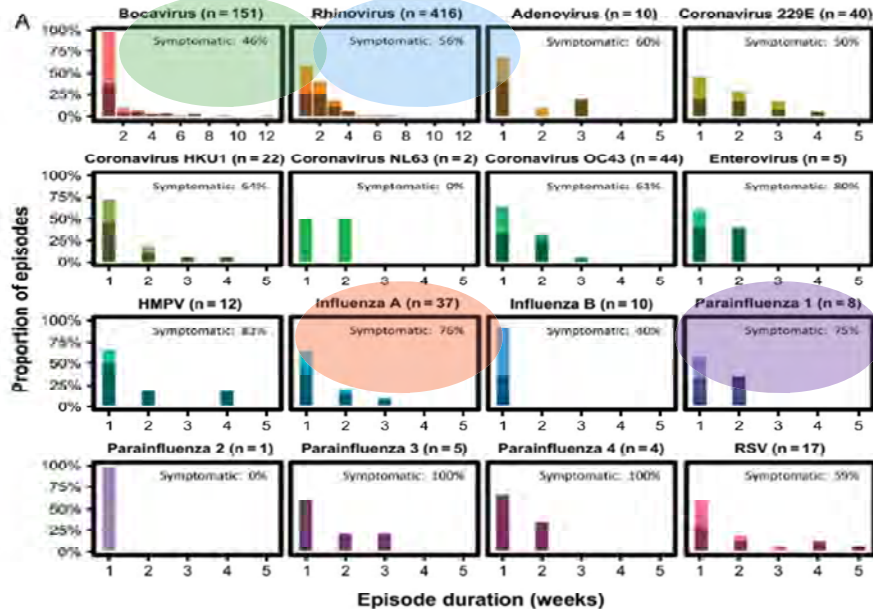 A
Bocavirus (n = 151)
Rhinovirus (n = 416)
Adenovirus (n = 10)
Coronavirus 229E (n = 40)
100%
75%
50%
25%
0%
Symptomatic: 46%
Symptomatic: 56%
Symptomatic: 60%
Symptomatic: 50%
2 4 6 8 10 12
2 4 6 8 10 12
1 2 3 4 5
1 2 3 4 5
Coronavirus HKU1 (n = 22)
Coronavirus NL63 (n = 2)
Coronavirus OC43 (n = 44)
Enterovirus (n = 5)
100%
75%
50%
25%
0%
Symptomatic: 64%
Symptomatic: 0%
Symptomatic: 61%
Symptomatic: 80%
1 2 3 4 5
1 2 3 4 5
1 2 3 4 5
1 2 3 4 5
HMPV (n = 12)
Influenza A (n = 37)
Influenza B (n = 10)
Parainfluenza 1 (n = 8)
100%
75%
50%
25%
0%
Symptomatic: 83%
Symptomatic: 76%
Symptomatic: 40%
Symptomatic: 75%
1 2 3 4 5
1 2 3 4 5
1 2 3 4 5
1 2 3 4 5
Parainfluenza 2 (n = 1)
Parainfluenza 3 (n = 5)
Parainfluenza 4 (n = 4)
RSV (n = 17)
100%
75%
50%
25%
0%
Symptomatic: 0%
Symptomatic: 100%
Symptomatic: 100%
Symptomatic: 59%
1 2 3 4 5
1 2 3 4 5
1 2 3 4 5
1 2 3 4 5
Proportion of episodes
Episode duration (weeks)